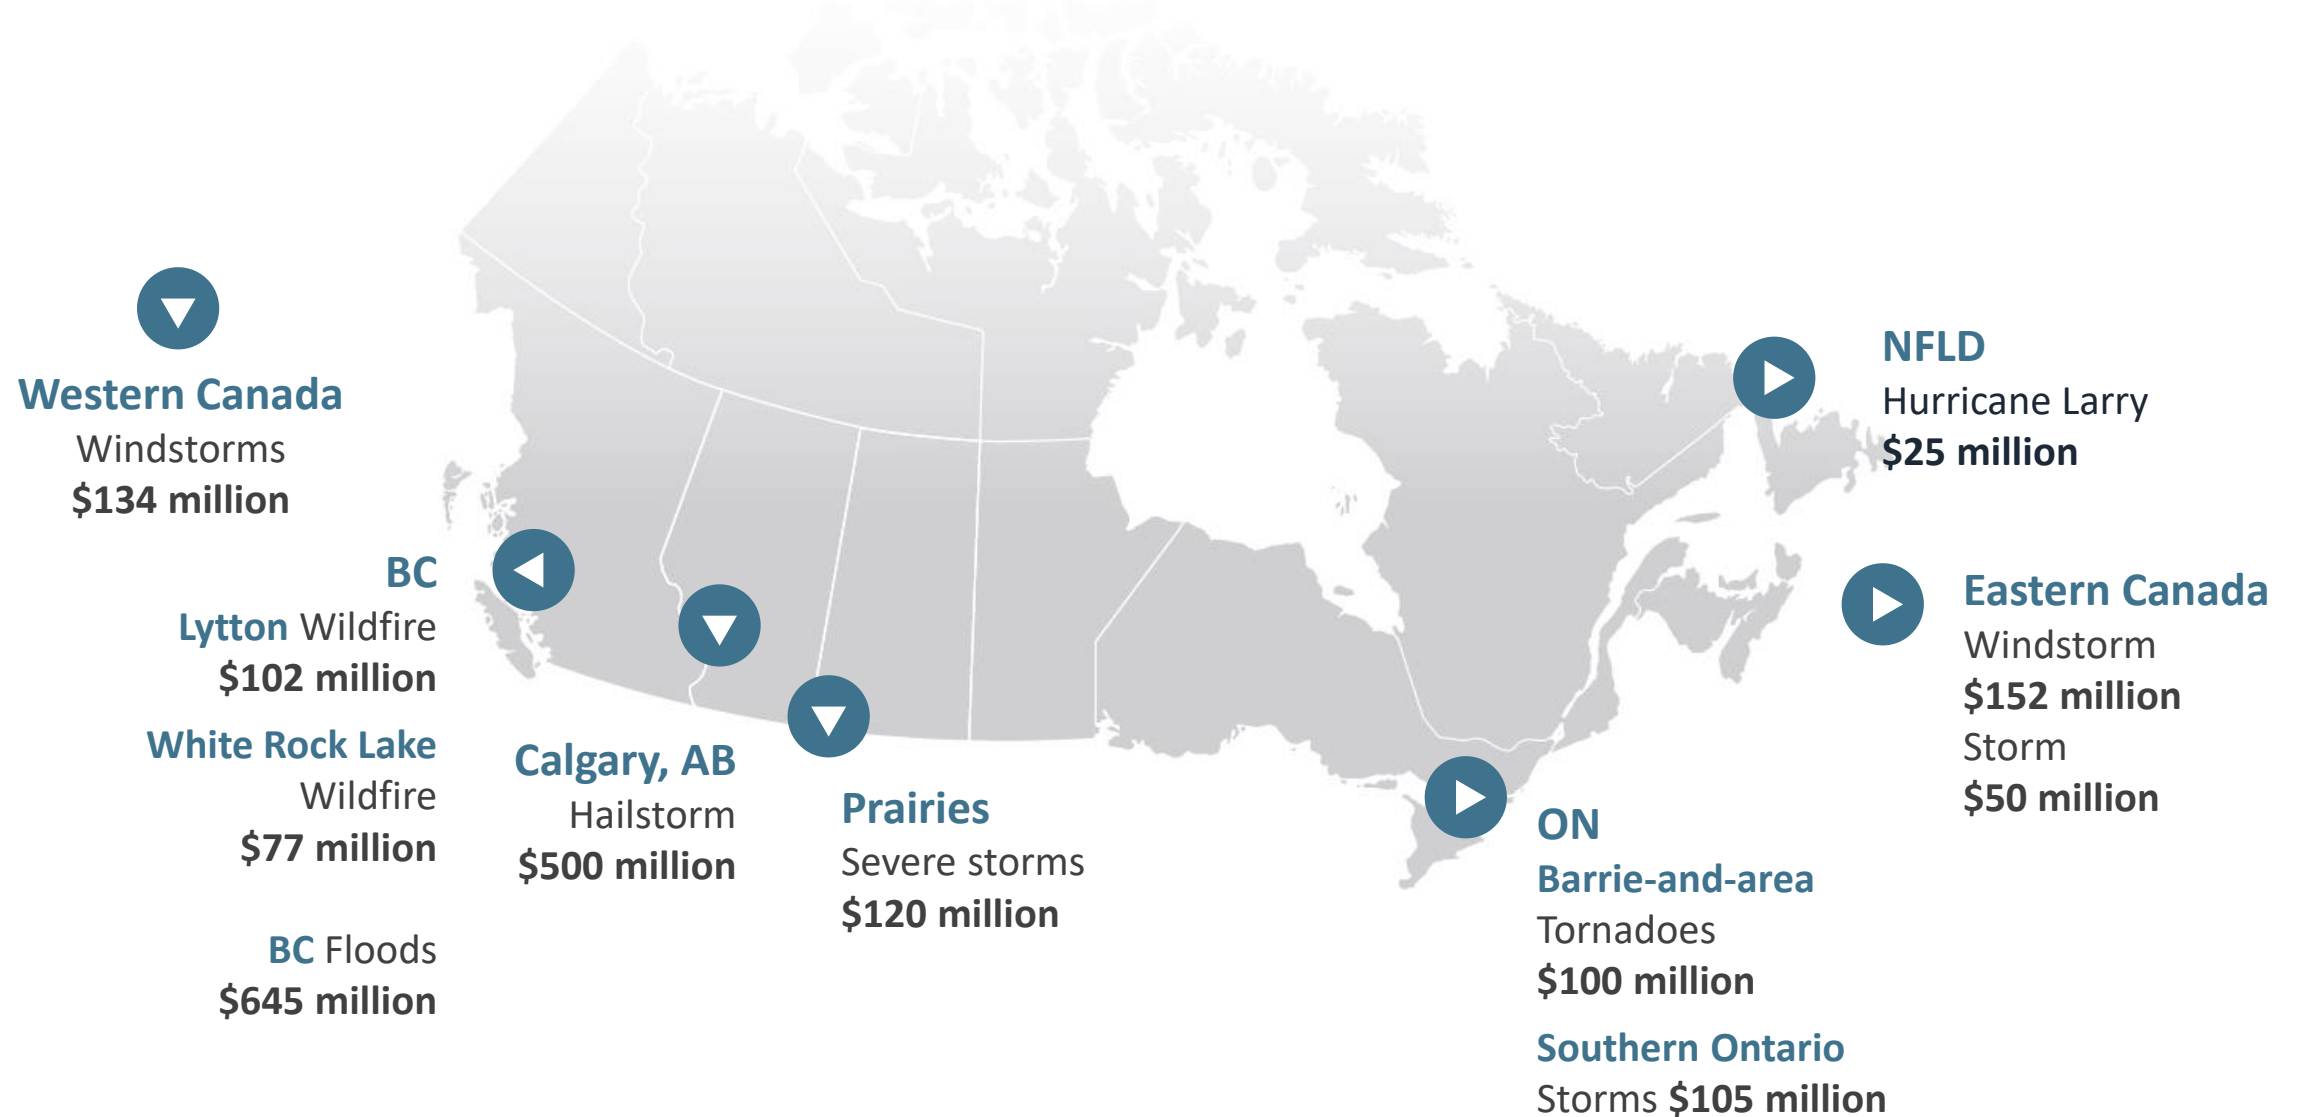 Western Canada
Windstorms
$134 million
BC
Lytton Wildfire
$102 million
White Rock Lake
Wildfire
$77 million
BC Floods
$645 million
Calgary, AB
Hailstorm
$500 million
Prairies
Severe storms
$120 million
NFLD
Hurricane Larry
$25 million
Eastern Canada
Windstorm
$152 million
Storm
$50 million
ON
Barrie-and-area
Tornadoes
$100 million
Southern Ontario
Storms $105 million